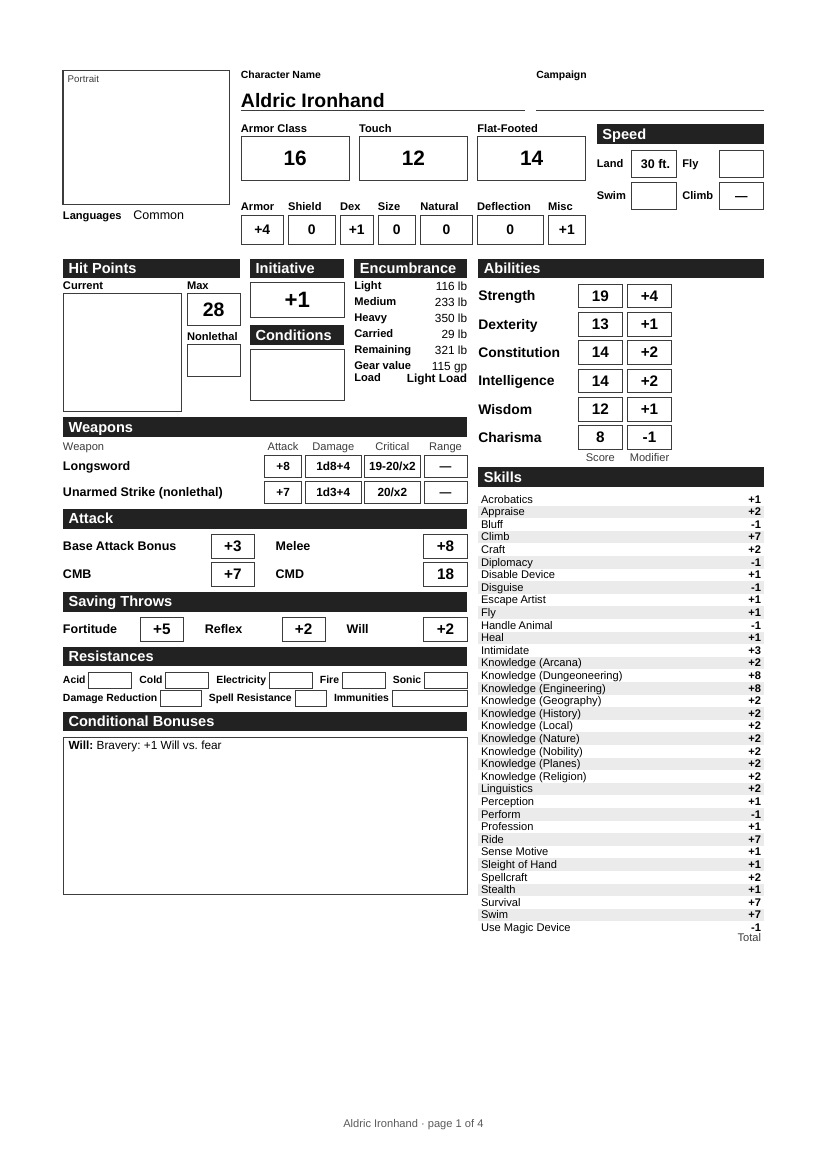 Portrait
Languages Common
Character Name
Aldric Ironhand
Campaign
Armor Class Touch Flat-Footed
16 12 14
Armor Shield Dex Size Natural Deflection Misc
+4 0 +1 0 0 0 +1
Speed
Land 30 ft. Fly
Swim Climb —
Hit Points
Current Max
28
Nonlethal
Initiative
+1
Conditions
Encumbrance
Light 116 lb
Medium 233 lb
Heavy 350 lb
Carried 29 lb
Remaining 321 lb
Gear value 115 gp
Load Light Load
Weapons
Weapon Attack Damage Critical Range
Longsword +8 1d8+4 19-20/x2 —
Unarmed Strike (nonlethal) +7 1d3+4 20/x2 —
Attack
Base Attack Bonus +3 Melee +8
CMB +7 CMD 18
Saving Throws
Fortitude +5 Reflex +2 Will +2
Resistances
Acid Cold Electricity Fire Sonic
Damage Reduction Spell Resistance Immunities
Conditional Bonuses
Will: Bravery: +1 Will vs. fear
Abilities
Strength 19 +4
Dexterity 13 +1
Constitution 14 +2
Intelligence 14 +2
Wisdom 12 +1
Charisma 8 -1
Score Modifier
Skills
Acrobatics +1
Appraise +2
Bluff -1
Climb +7
Craft +2
Diplomacy -1
Disable Device +1
Disguise -1
Escape Artist +1
Fly +1
Handle Animal -1
Heal +1
Intimidate +3
Knowledge (Arcana) +2
Knowledge (Dungeoneering) +8
Knowledge (Engineering) +8
Knowledge (Geography) +2
Knowledge (History) +2
Knowledge (Local) +2
Knowledge (Nature) +2
Knowledge (Nobility) +2
Knowledge (Planes) +2
Knowledge (Religion) +2
Linguistics +2
Perception +1
Perform -1
Profession +1
Ride +7
Sense Motive +1
Sleight of Hand +1
Spellcraft +2
Stealth +1
Survival +7
Swim +7
Use Magic Device -1
Total
Aldric Ironhand · page 1 of 4